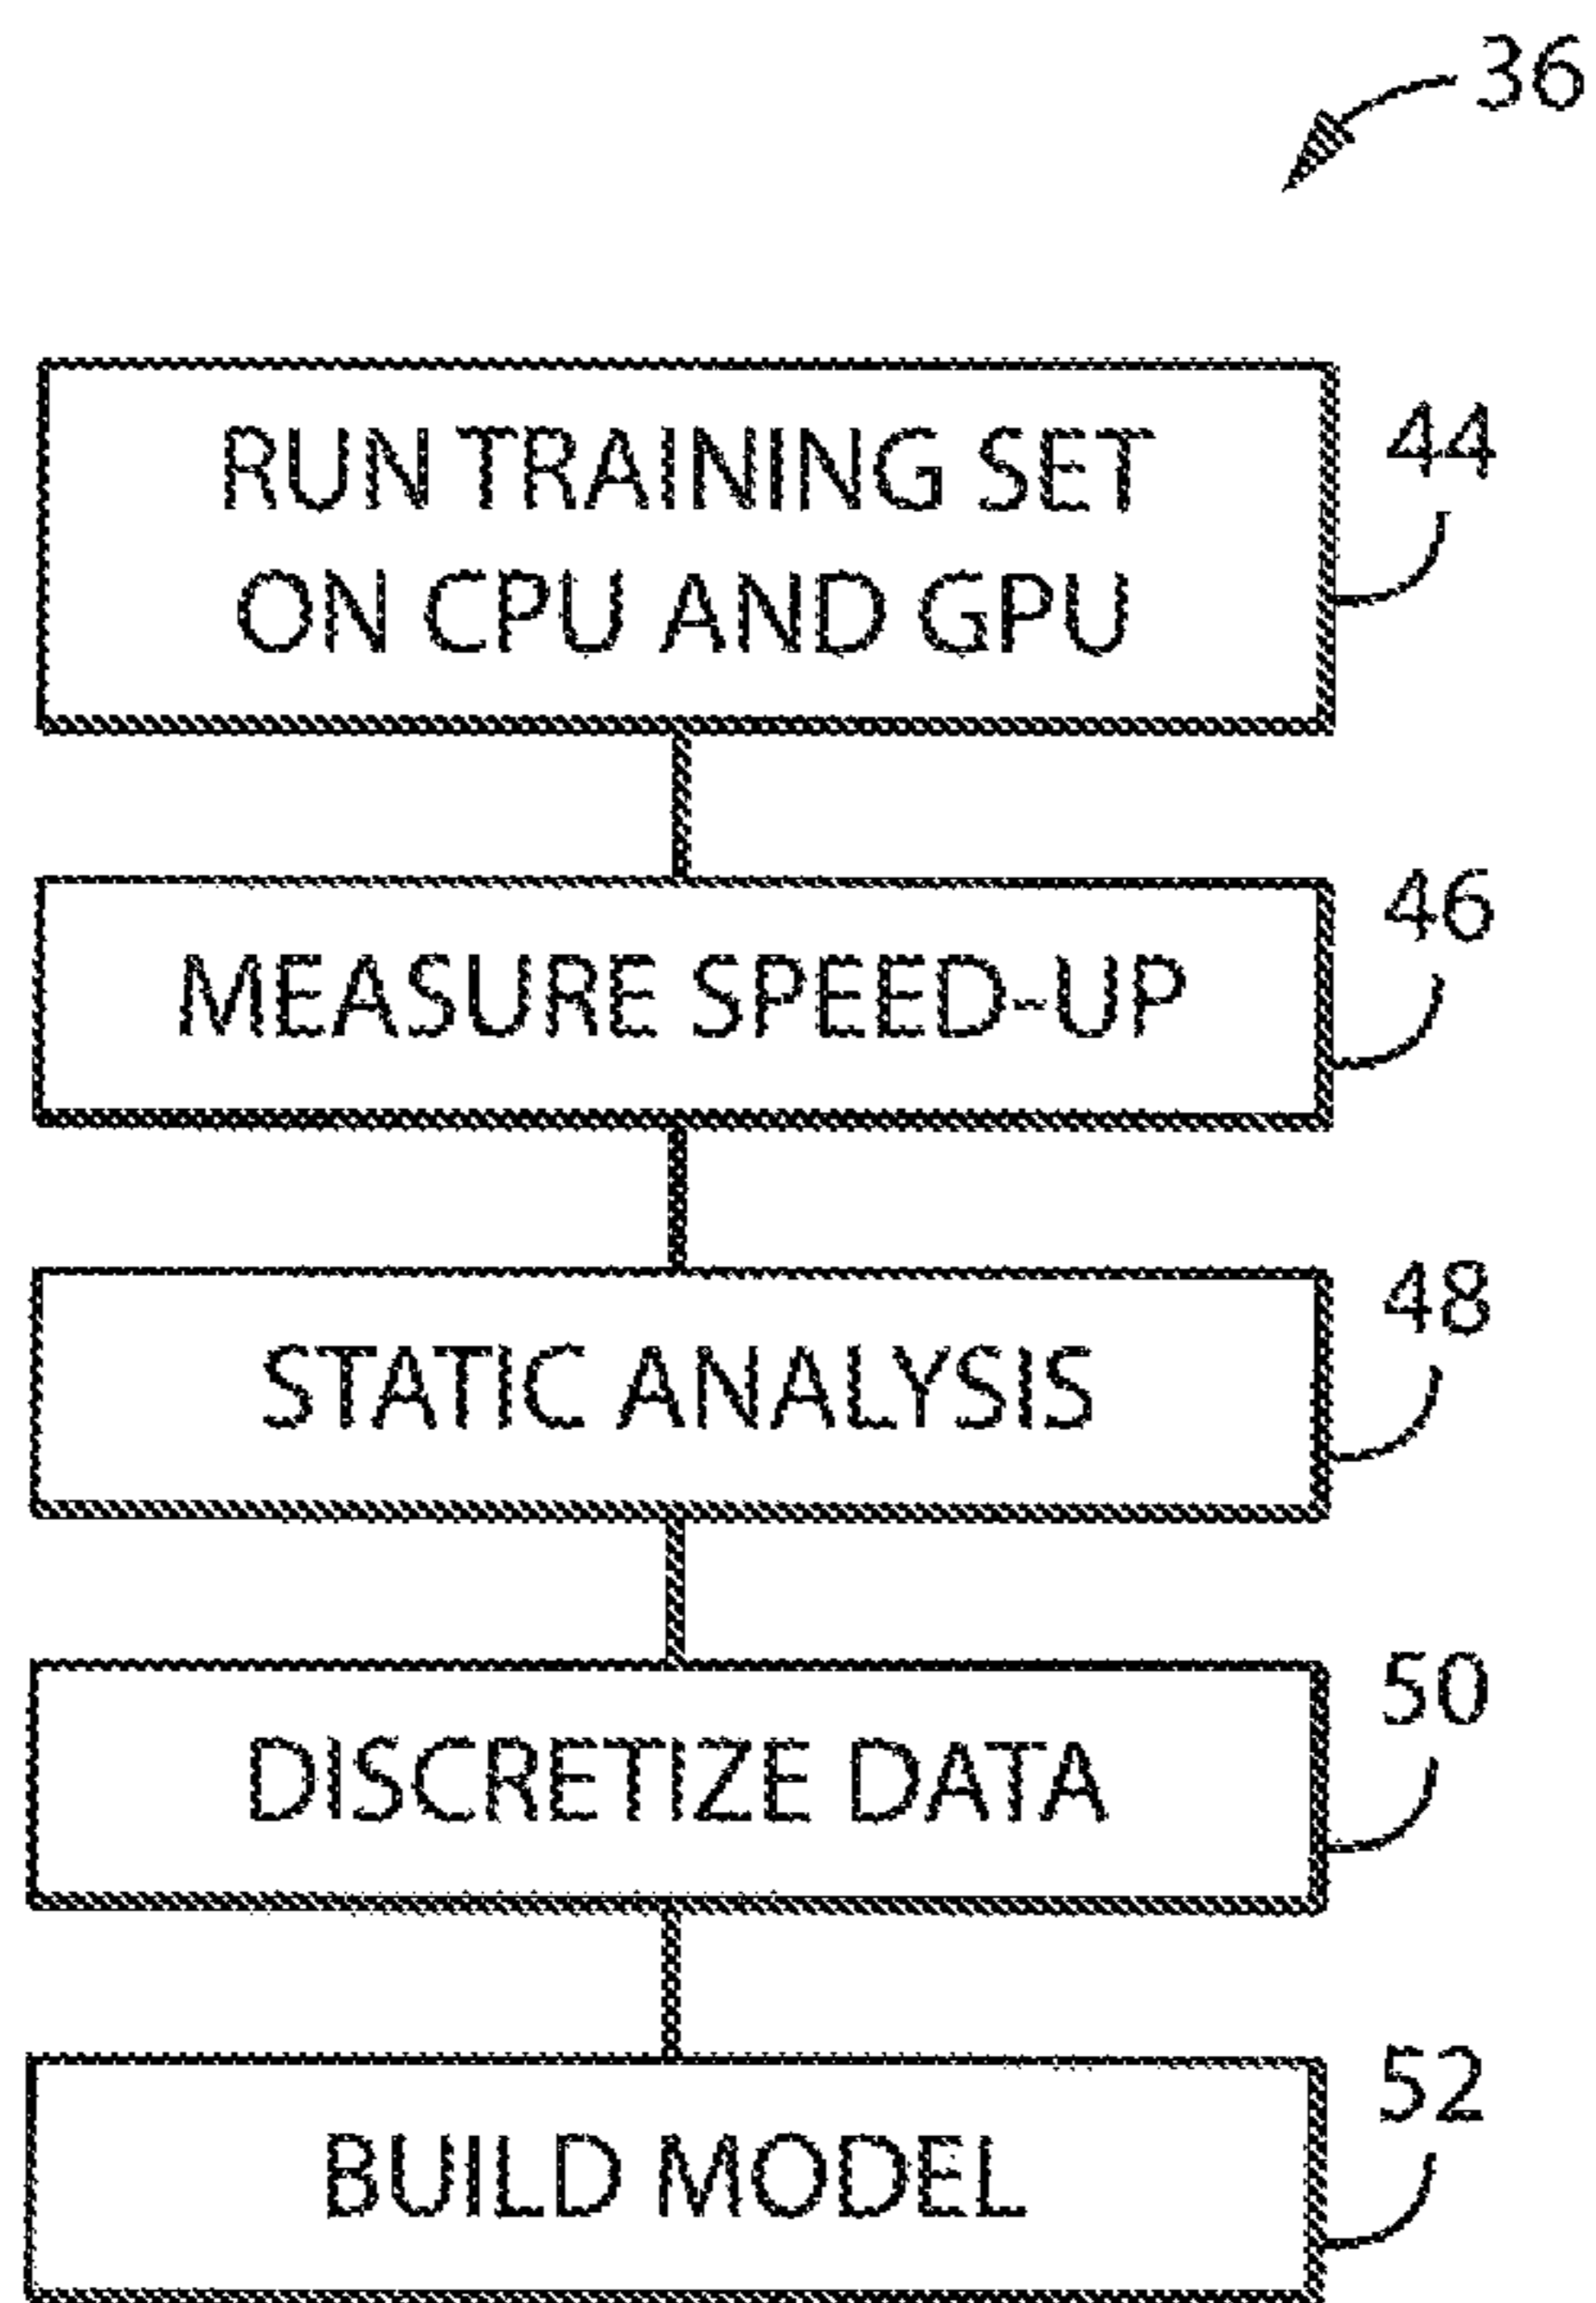 36
RUN TRAINING SET
ON CPU AND GPU
44
MEASURE SPEED-UP
46
STATIC ANALYSIS
48
DISCRETIZE DATA
50
BUILD MODEL
52